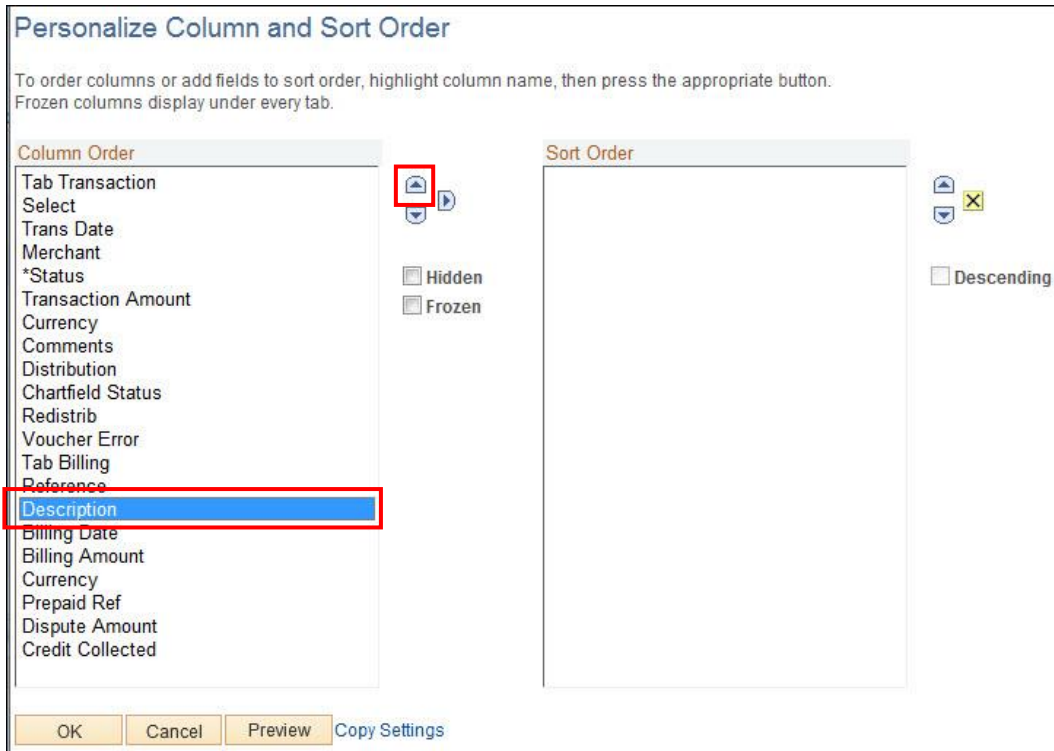 Personalize Column and Sort Order
To order columns or add fields to sort order, highlight column name, then press the appropriate button.
Frozen columns display under every tab.
Column Order
Tab Transaction
Select
Trans Date
Merchant
*Status
Transaction Amount
Currency
Comments
Distribution
Chartfield Status
Redistrib
Voucher Error
Tab Billing
Reference
Description
Billing Date
Billing Amount
Currency
Prepaid Ref
Dispute Amount
Credit Collected
Hidden
Frozen
Sort Order
Descending
OK Cancel Preview Copy Settings